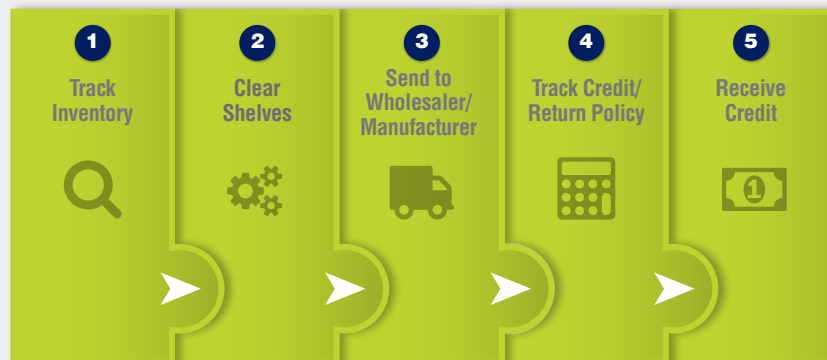 1
Track
Inventory
2
Clear
Shelves
3
Send to
Wholesaler/
Manufacturer
4
Track Credit/
Return Policy
5
Receive
Credit
1